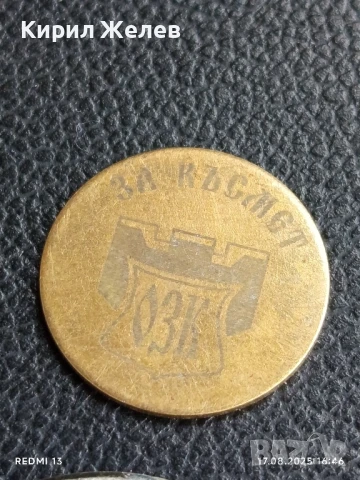 Кирил Желев
ЗА КЪСМЕТ
ОЗК
REDMI 13
17.08.2025 16:46